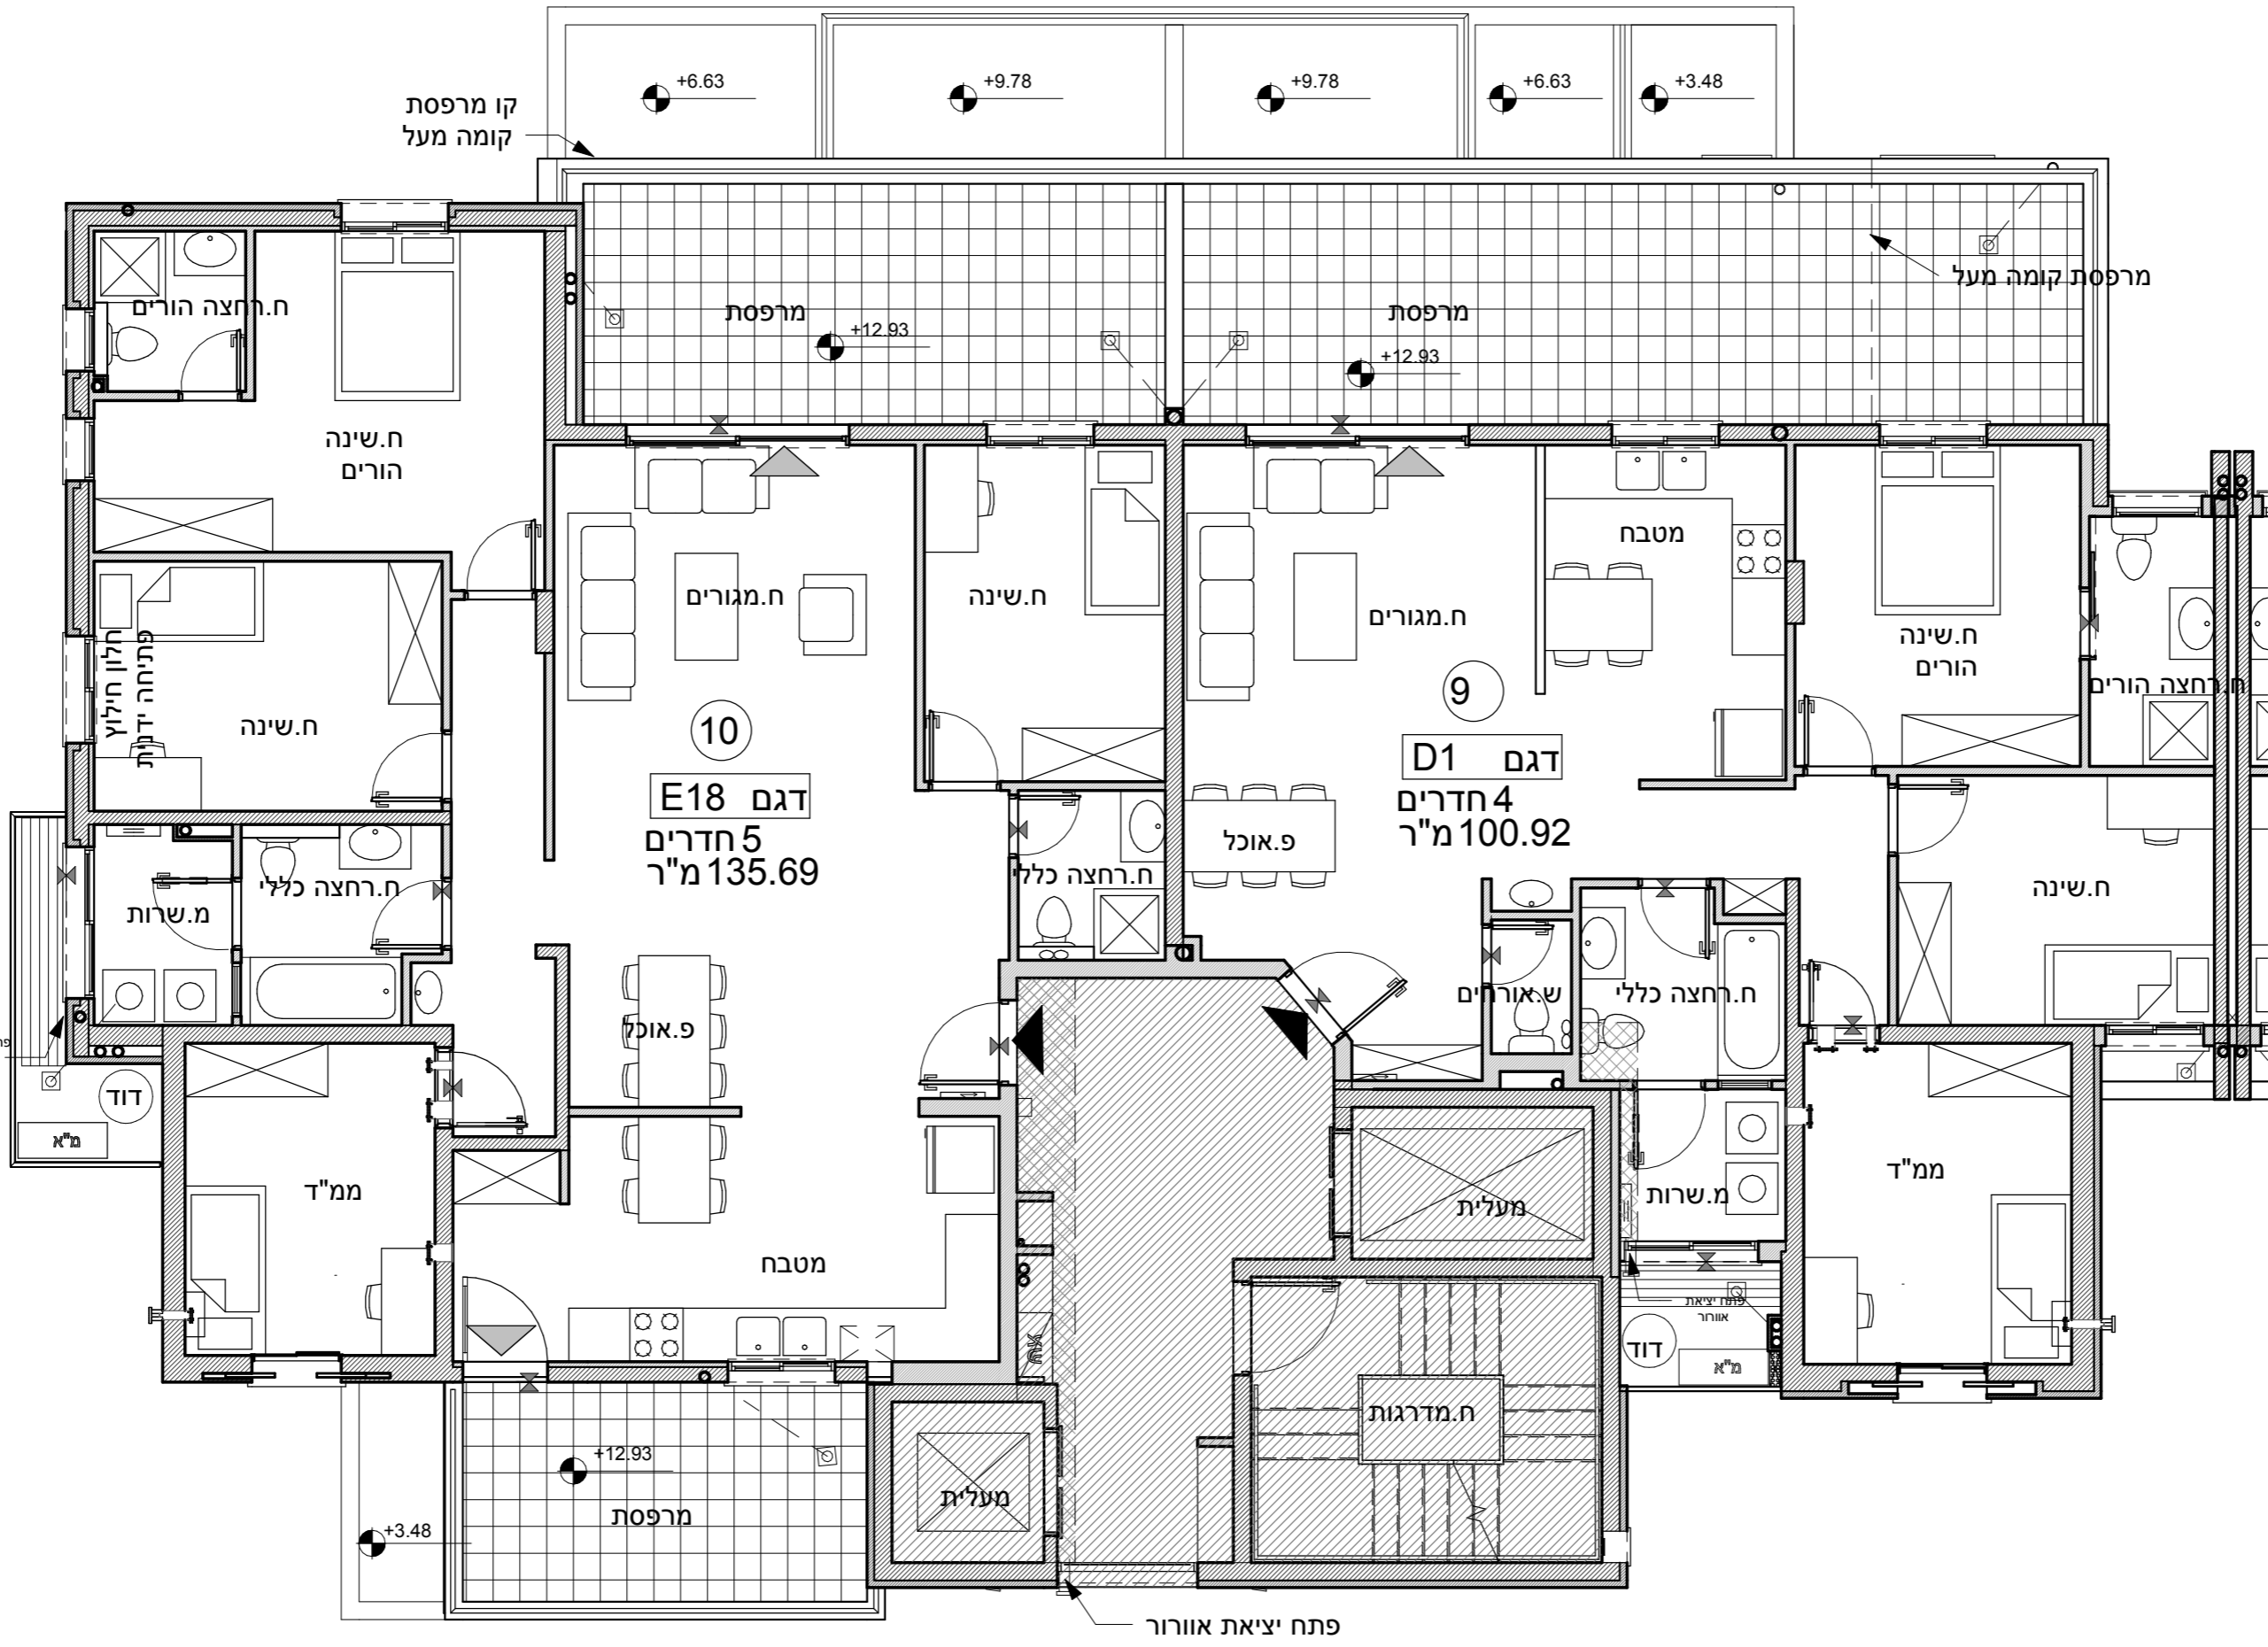 +6.63
+9.78
+9.78
+6.63
+3.48
קו מרפסת
קומה מעל
מרפסת קומה מעל
מרפסת
+12.93
מרפסת
+12.93
ח.רחצה הורים
ח.שינה
הורים
ח.שינה
חלון חילוץ
פתיחה ידנית
ח.מגורים
ח.שינה
ח.מגורים
מטבח
ח.שינה
הורים
ח.רחצה הורים
10
דגם E18
5 חדרים
135.69 מ"ר
9
דגם D1
4 חדרים
100.92 מ"ר
פ.אוכל
ח.רחצה כללי
ח.שינה
מ.שרות
ח.רחצה כללי
ש.אורחים
ח.רחצה כללי
פ.אוכל
דוד
מ"א
ממ"ד
מטבח
מעלית
מ.שרות
ממ"ד
פתח יציאת
אוורור
דוד
מ"א
ח.מדרגות
מעלית
+12.93
מרפסת
+3.48
פתח יציאת אוורור